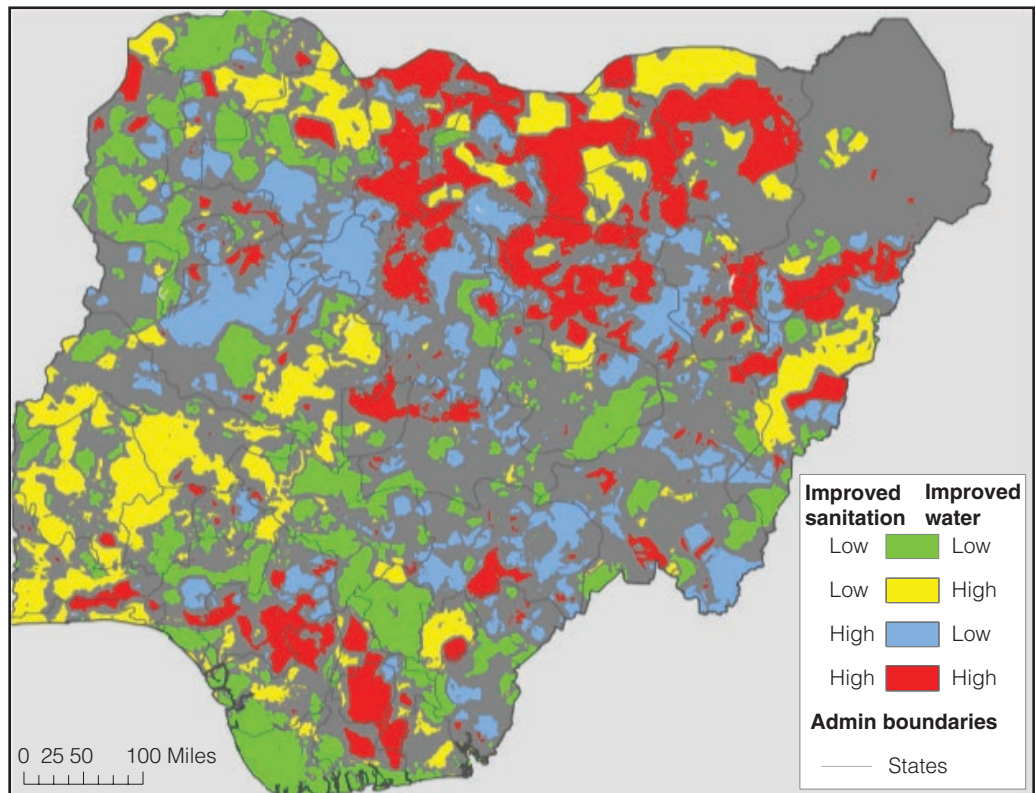 Improved Improved
sanitation water
Low Low
Low High
High Low
High High
Admin boundaries
States
0 25 50 100 Miles